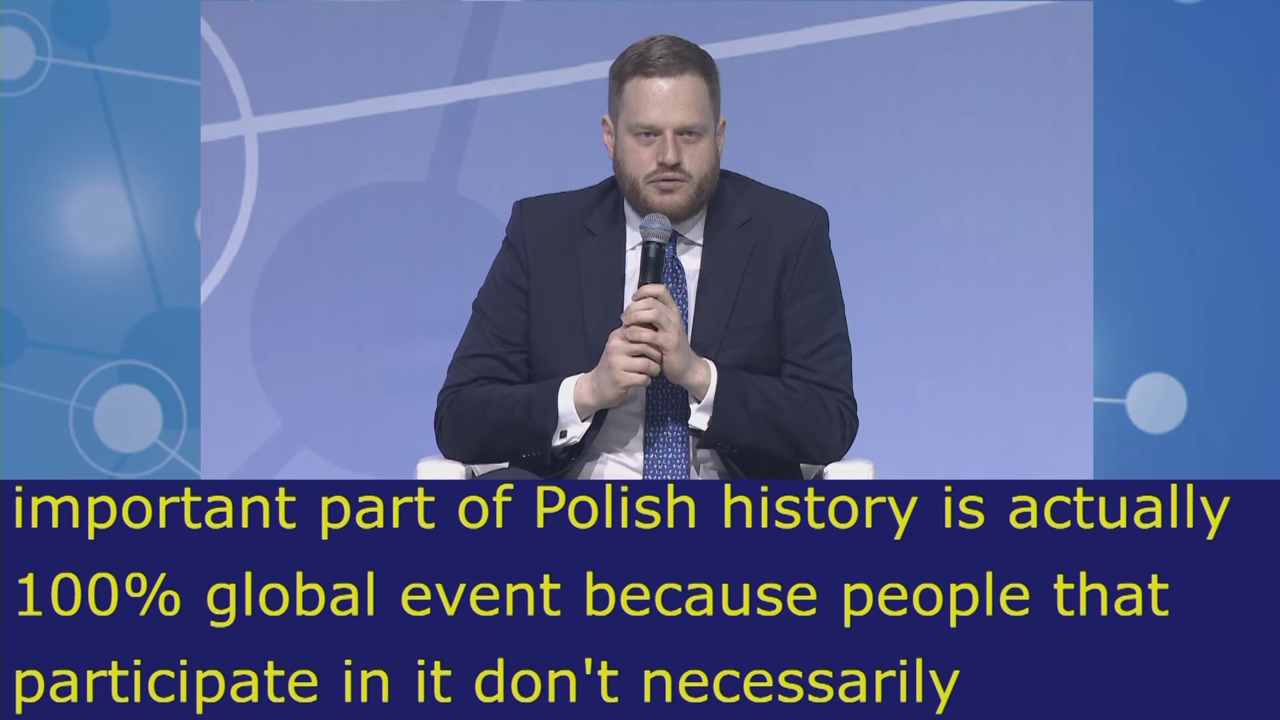 important part of Polish history is actually
100% global event because people that
participate in it don't necessarily